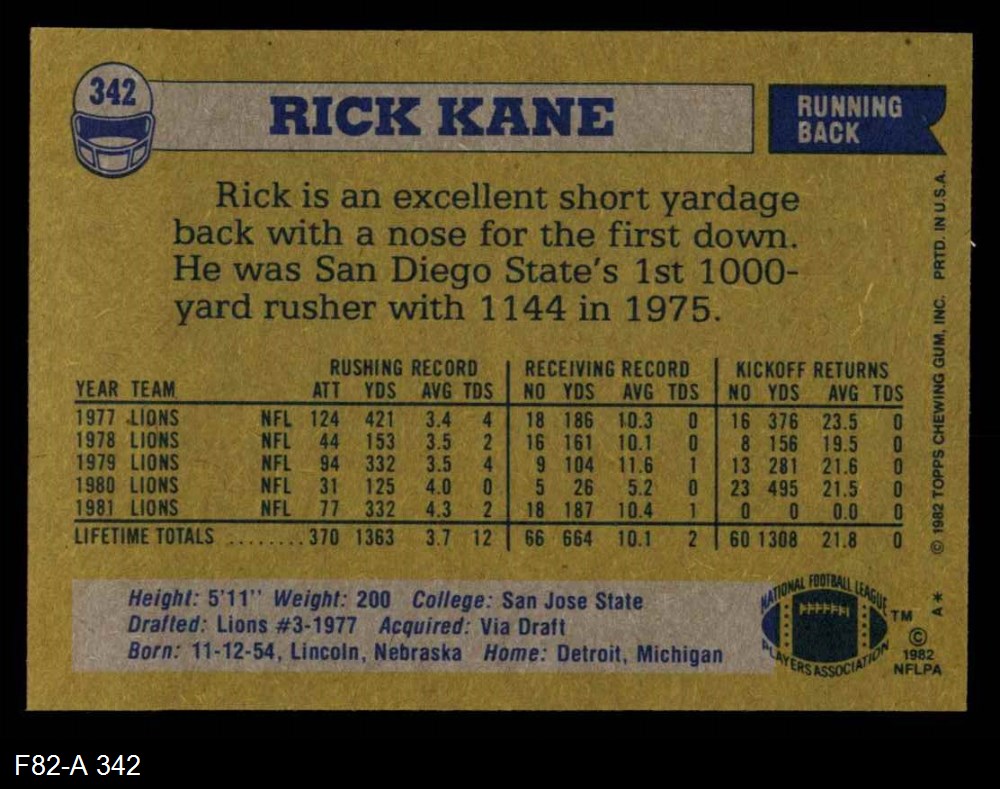 342
RICK KANE
RUNNING
BACK
Rick is an excellent short yardage
back with a nose for the first down.
He was San Diego State's 1st 1000-
yard rusher with 1144 in 1975.
RUSHING RECORD RECEIVING RECORD KICKOFF RETURNS
YEAR TEAM ATT YDS AVG TDS NO YDS AVG TDS NO YDS AVG TDS
1977 LIONS NFL 124 421 3.4 4 18 186 10.3 0 16 376 23.5 0
1978 LIONS NFL 44 153 3.5 2 16 161 10.1 0 8 156 19.5 0
1979 LIONS NFL 94 332 3.5 4 9 104 11.6 1 13 281 21.6 0
1980 LIONS NFL 31 125 4.0 0 5 26 5.2 0 23 495 21.5 0
1981 LIONS NFL 77 332 4.3 2 18 187 10.4 1 0 0 0.0 0
LIFETIME TOTALS ........ 370 1363 3.7 12 66 664 10.1 2 60 1308 21.8 0
Height: 5'11" Weight: 200 College: San Jose State
Drafted: Lions #3-1977 Acquired: Via Draft
Born: 11-12-54, Lincoln, Nebraska Home: Detroit, Michigan
NATIONAL FOOTBALL LEAGUE
PLAYERS ASSOCIATION
TM
©
1982
NFLPA
© 1982 TOPPS CHEWING GUM, INC. PRTD. IN U.S.A.
A*
F82-A 342